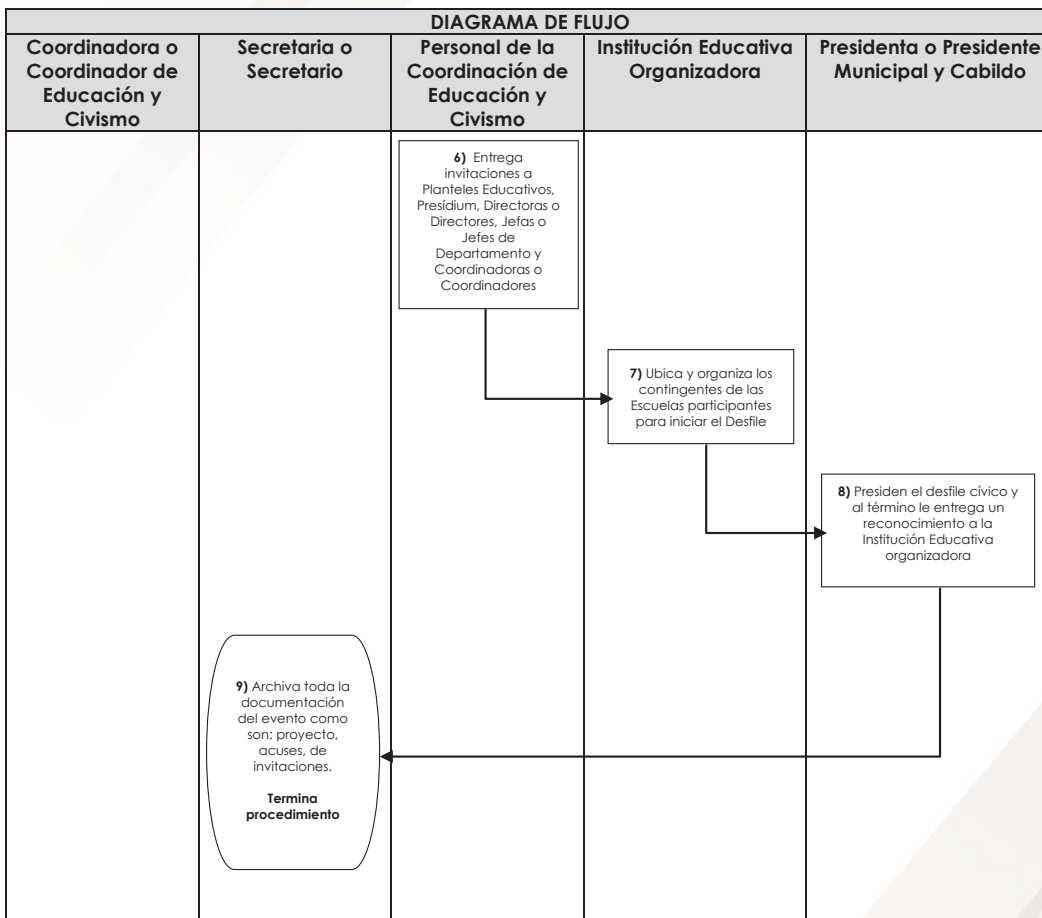 DIAGRAMA DE FLUJO
Coordinadora o
Coordinador de
Educación y
Civismo
Secretaria o
Secretario
Personal de la
Coordinación de
Educación y
Civismo
Institución Educativa
Organizadora
Presidenta o Presidente
Municipal y Cabildo
6) Entrega
invitaciones a
Planteles Educativos,
Presídium, Directoras o
Directores, Jefas o
Jefes de
Departamento y
Coordinadoras o
Coordinadores
7) Ubica y organiza los
contingentes de las
Escuelas participantes
para iniciar el Desfile
8) Presiden el desfile cívico y
al término le entrega un
reconocimiento a la
Institución Educativa
organizadora
9) Archiva toda la
documentación
del evento como
son: proyecto,
acuses, de
invitaciones.
Termina
procedimiento